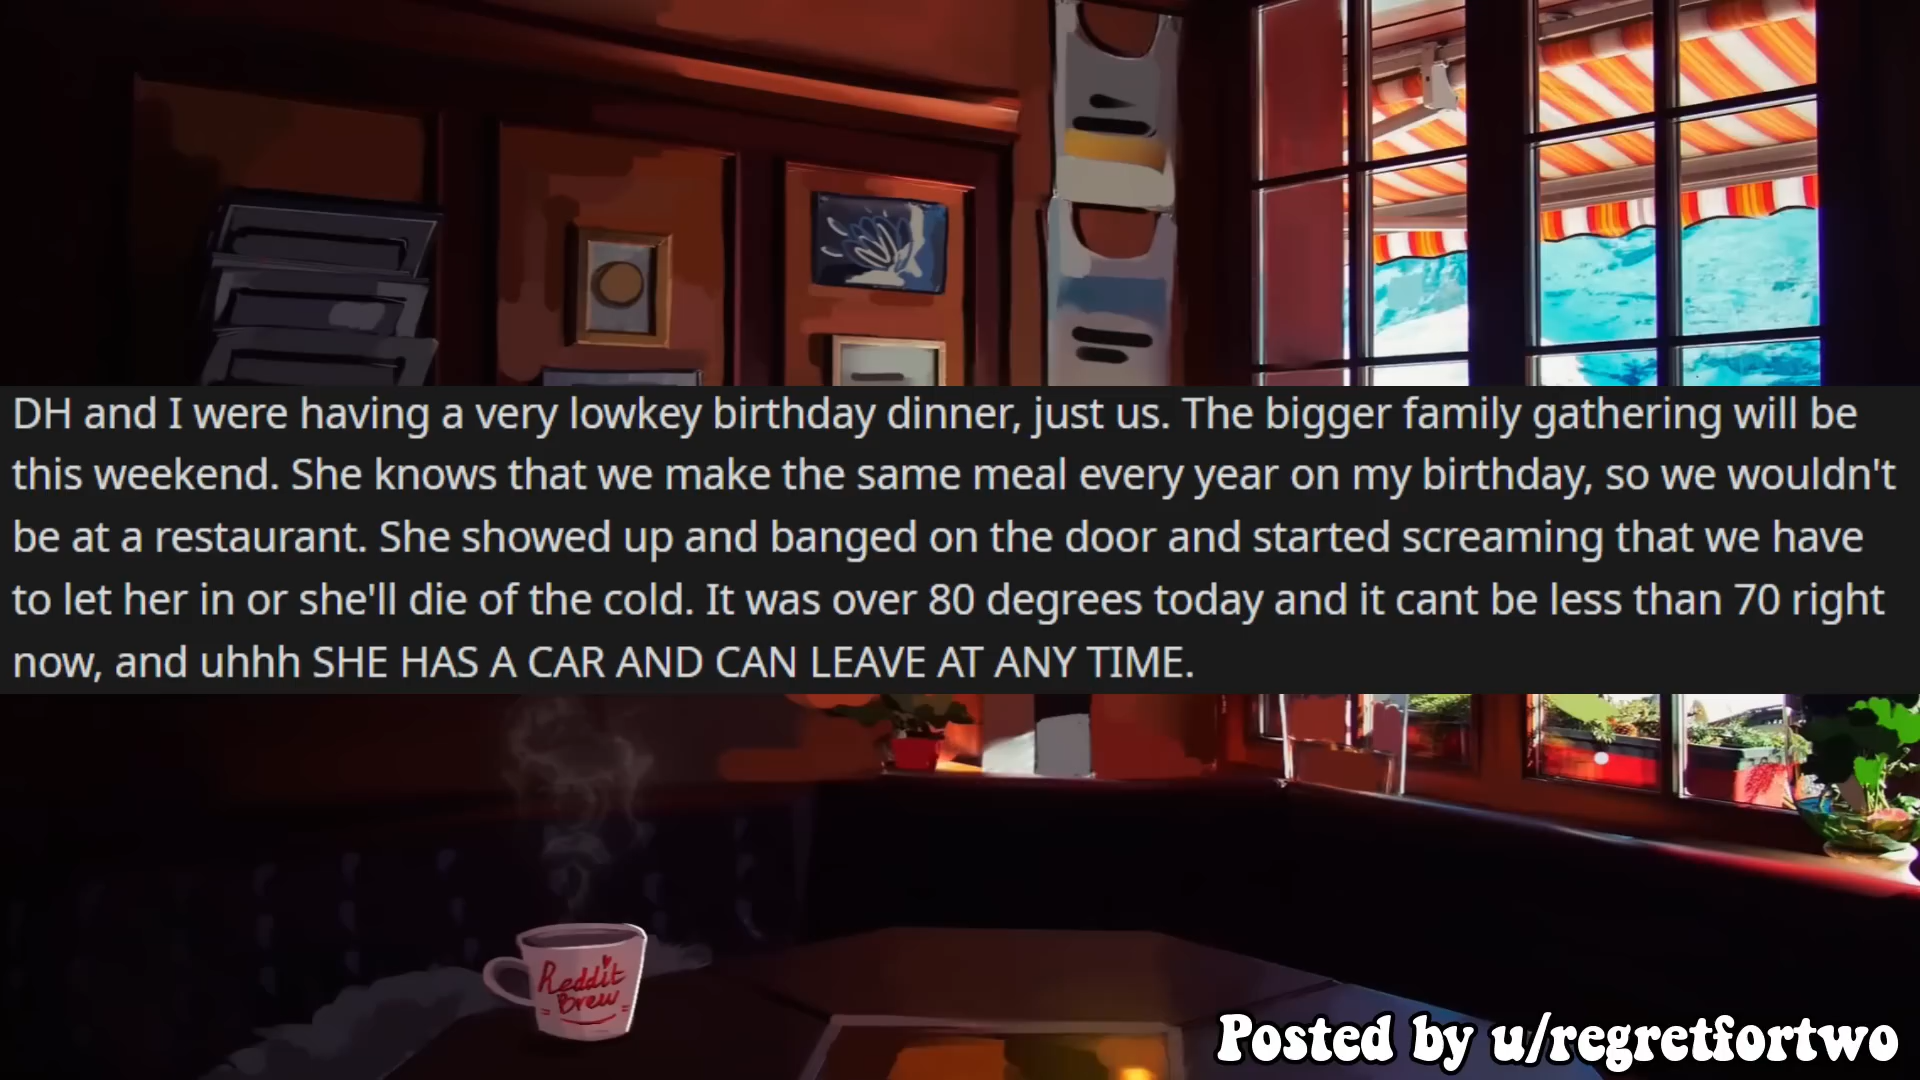 DH and I were having a very lowkey birthday dinner, just us. The bigger family gathering will be
this weekend. She knows that we make the same meal every year on my birthday, so we wouldn't
be at a restaurant. She showed up and banged on the door and started screaming that we have
to let her in or she'll die of the cold. It was over 80 degrees today and it cant be less than 70 right
now, and uhhh SHE HAS A CAR AND CAN LEAVE AT ANY TIME.
Reddit
Brew
Posted by u/regretfortwo